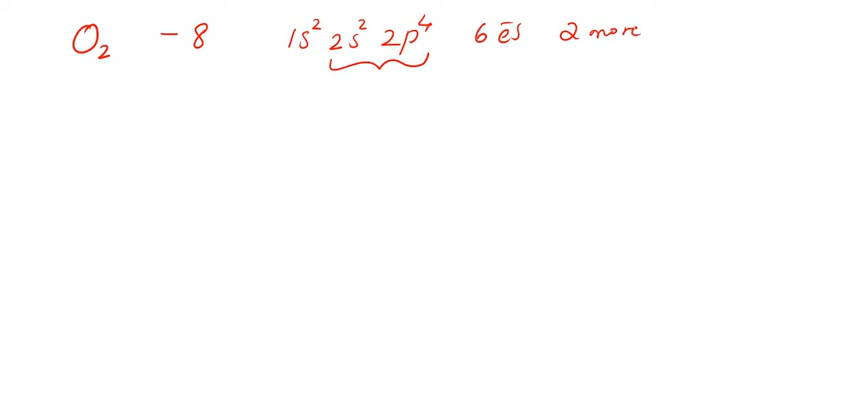 O₂ – 8 1s² 2s² 2p⁴ 6 ēs 2 more